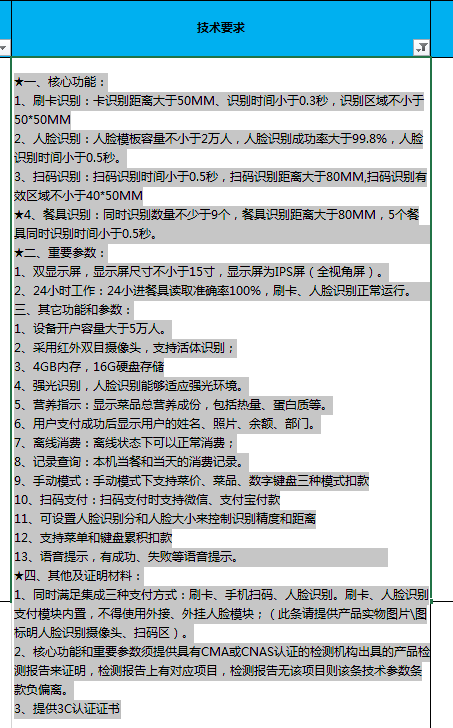 技术要求
★一、核心功能：
1、刷卡识别：卡识别距离大于50MM、识别时间小于0.3秒，识别区域不小于
50*50MM
2、人脸识别：人脸模板容量不小于2万人，人脸识别成功率大于99.8%，人脸
识别时间小于0.5秒。
3、扫码识别：扫码识别时间小于0.5秒，扫码识别距离大于80MM,扫码识别有
效区域不小于40*50MM
★4、餐具识别：同时识别数量不少于9个，餐具识别距离大于80MM，5个餐
具同时识别时间小于0.5秒。
★二、重要参数：
1、双显示屏，显示屏尺寸不小于15寸，显示屏为IPS屏（全视角屏）。
2、24小时工作：24小进餐具读取准确率100%，刷卡、人脸识别正常运行。
三、其它功能和参数：
1、设备开户容量大于5万人。
2、采用红外双目摄像头，支持活体识别；
3、4GB内存，16G硬盘存储
4、强光识别，人脸识别能够适应强光环境。
5、营养指示：显示菜品总营养成份，包括热量、蛋白质等。
6、用户支付成功后显示用户的姓名、照片、余额、部门。
7、离线消费：离线状态下可以正常消费；
8、记录查询：本机当餐和当天的消费记录。
9、手动模式：手动模式下支持菜价、菜品、数字键盘三种模式扣款
10、扫码支付：扫码支付时支持微信、支付宝付款
11、可设置人脸识别分和人脸大小来控制识别精度和距离
12、支持菜单和键盘累积扣款
13、语音提示，有成功、失败等语音提示。
★四、其他及证明材料：
1、同时满足集成三种支付方式：刷卡、手机扫码、人脸识别。刷卡、人脸识别
支付模块内置，不得使用外接、外挂人脸模块；（此条请提供产品实物图片\图
标明人脸识别摄像头、扫码区）。
2、核心功能和重要参数须提供具有CMA或CNAS认证的检测机构出具的产品检
测报告来证明，检测报告上有对应项目，检测报告无该项目则该条技术参数条
款负偏离。
3、提供3C认证证书